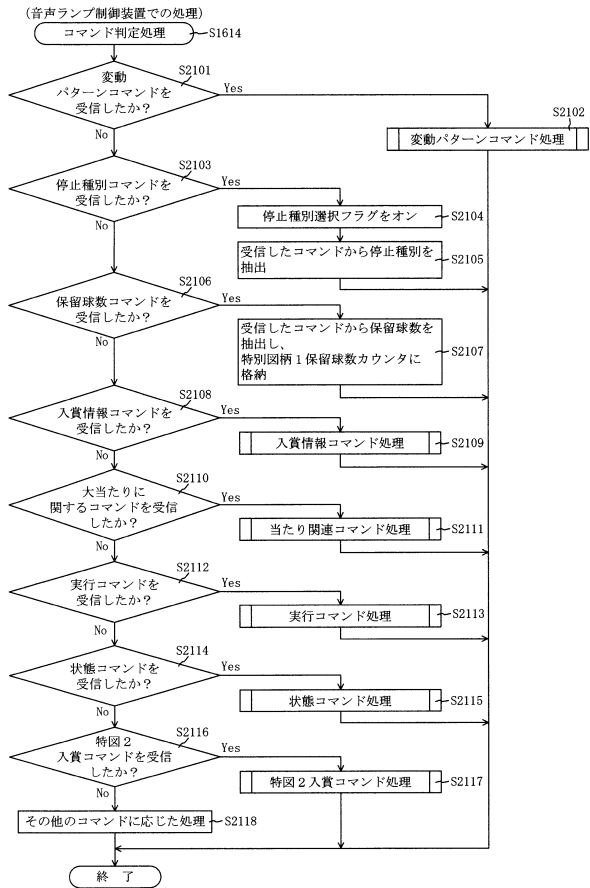 (音声ランプ制御装置での処理)
コマンド判定処理
S1614
変動
パターンコマンドを
受信したか？
S2101
Yes
No
変動パターンコマンド処理
S2102
停止種別コマンドを
受信したか？
S2103
Yes
No
停止種別選択フラグをオン
S2104
受信したコマンドから停止種別を
抽出
S2105
保留球数コマンドを
受信したか？
S2106
Yes
No
受信したコマンドから保留球数を
抽出し、
特別図柄１保留球数カウンタに
格納
S2107
入賞情報コマンドを
受信したか？
S2108
Yes
No
入賞情報コマンド処理
S2109
大当たりに
関するコマンドを受信
したか？
S2110
Yes
No
当たり関連コマンド処理
S2111
実行コマンドを
受信したか？
S2112
Yes
No
実行コマンド処理
S2113
状態コマンドを
受信したか？
S2114
Yes
No
状態コマンド処理
S2115
特図２
入賞コマンドを受信
したか？
S2116
Yes
No
特図２入賞コマンド処理
S2117
その他のコマンドに応じた処理
S2118
終　了